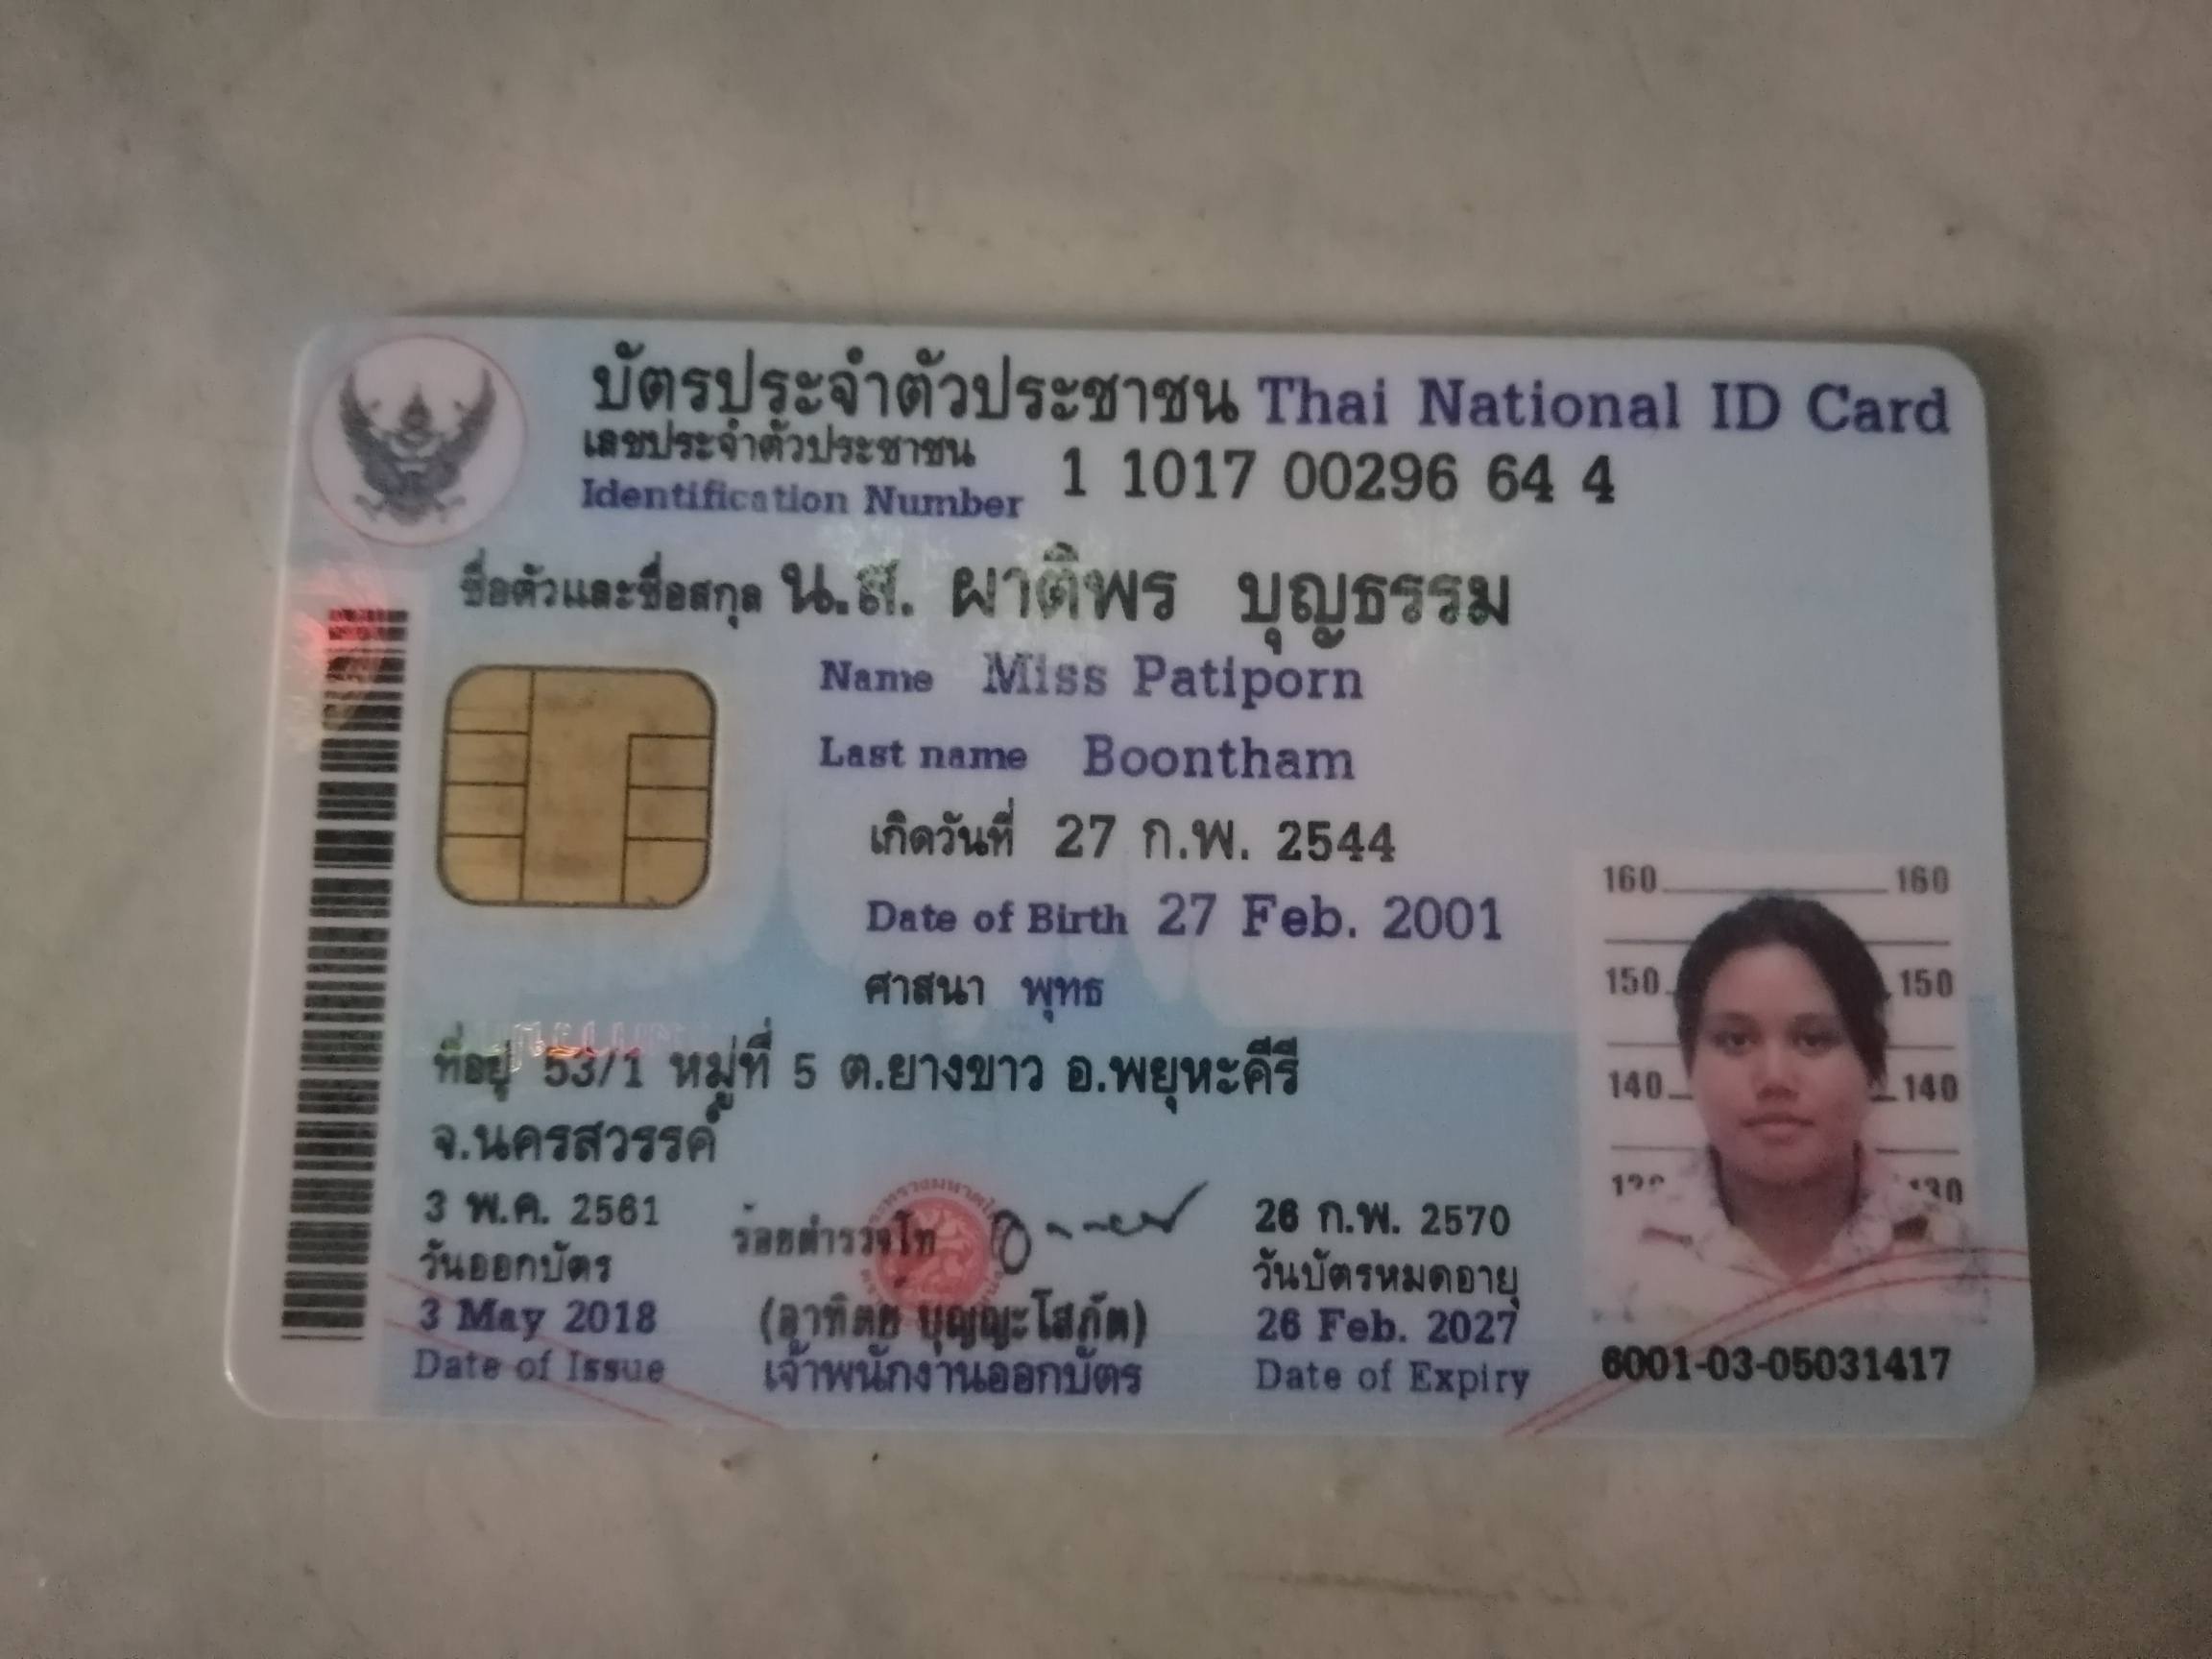 บัตรประจำตัวประชาชน Thai National ID Card
เลขประจำตัวประชาชน
Identification Number 1 1017 00296 64 4
ชื่อตัวและชื่อสกุล น.ส. ผาติพร บุญธรรม
Name Miss Patiporn
Last name Boontham
เกิดวันที่ 27 ก.พ. 2544
Date of Birth 27 Feb. 2001
ศาสนา พุทธ
ที่อยู่ 53/1 หมู่ที่ 5 ต.ยางขาว อ.พยุหะคีรี
จ.นครสวรรค์
3 พ.ค. 2561
วันออกบัตร
3 May 2018
Date of Issue
ร้อยตำรวจโท
(อาทิตย์ บุญญะโสภัต)
เจ้าพนักงานออกบัตร
26 ก.พ. 2570
วันบัตรหมดอายุ
26 Feb. 2027
Date of Expiry
160 160
150 150
140 140
130
6001-03-05031417